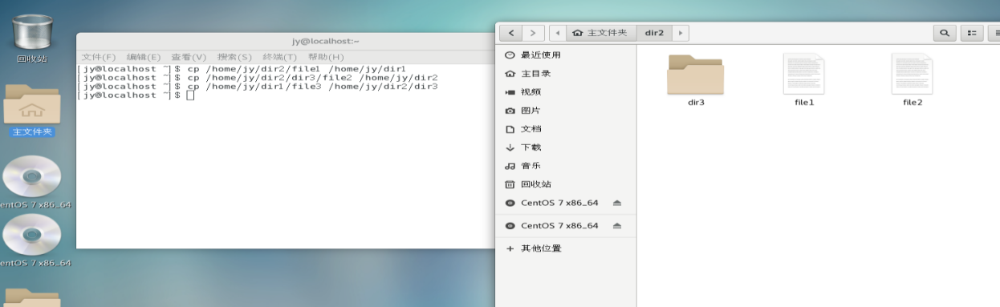 回收站
主文件夹
entOS 7 x86_64
entOS 7 x86_64
jy@localhost:~
文件(F) 编辑(E) 查看(V) 搜索(S) 终端(T) 帮助(H)
[jy@localhost ~]$ cp /home/jy/dir2/file1 /home/jy/dir1
[jy@localhost ~]$ cp /home/jy/dir2/dir3/file2 /home/jy/dir2
[jy@localhost ~]$ cp /home/jy/dir1/file3 /home/jy/dir2/dir3
[jy@localhost ~]$
主文件夹 dir2
最近使用
主目录
视频
图片
文档
下载
音乐
回收站
CentOS 7 x86_64
CentOS 7 x86_64
其他位置
dir3 file1 file2